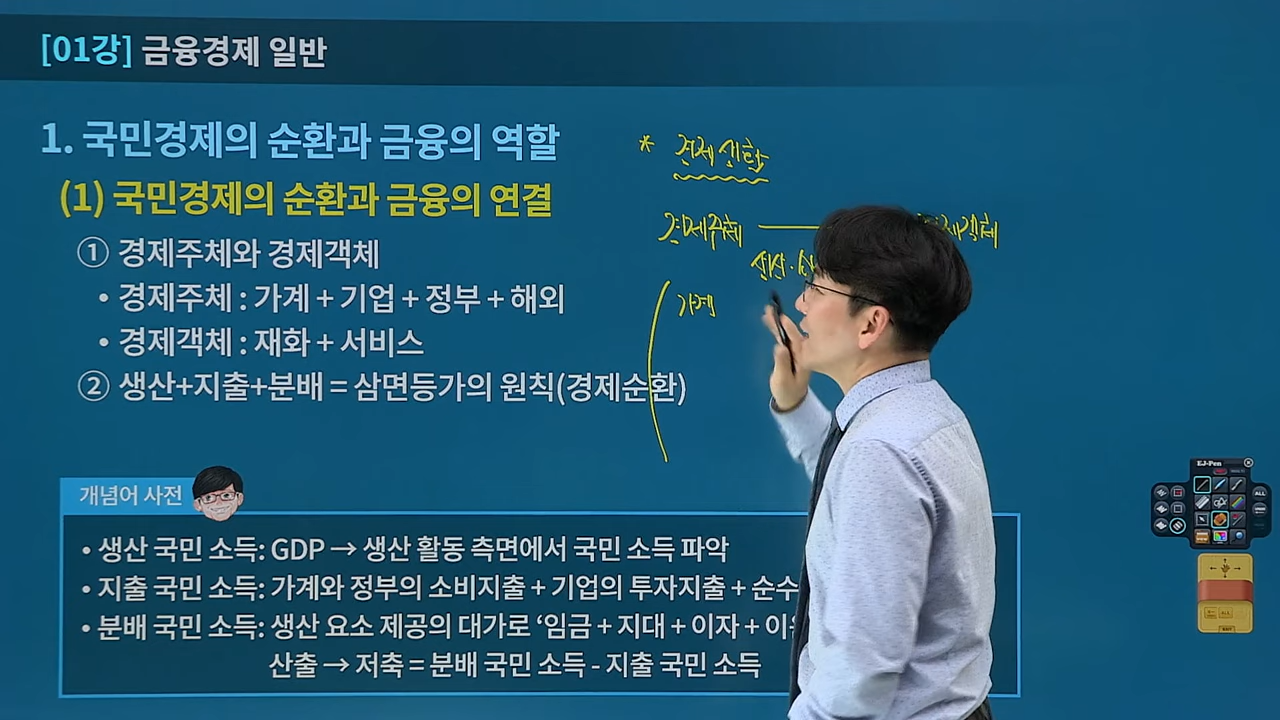 [01강] 금융경제 일반
1. 국민경제의 순환과 금융의 역할
(1) 국민경제의 순환과 금융의 연결
① 경제주체와 경제객체
• 경제주체 : 가계 + 기업 + 정부 + 해외
• 경제객체 : 재화 + 서비스
② 생산+지출+분배 = 삼면등가의 원칙(경제순환)
* 경제생활
경제주체
객체
생산·
가계
개념어 사전
• 생산 국민 소득: GDP → 생산 활동 측면에서 국민 소득 파악
• 지출 국민 소득: 가계와 정부의 소비지출 + 기업의 투자지출 + 순수
• 분배 국민 소득: 생산 요소 제공의 대가로 ‘임금 + 지대 + 이자 +
산출 → 저축 = 분배 국민 소득 - 지출 국민 소득
EJ-Pen
ALL